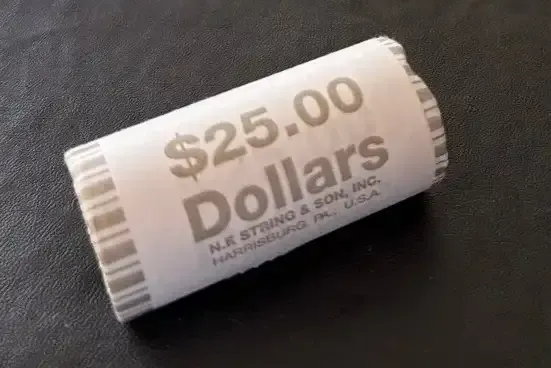 $25.00
Dollars
N.F. STRING & SON, INC.
HARRISBURG, PA., U.S.A.